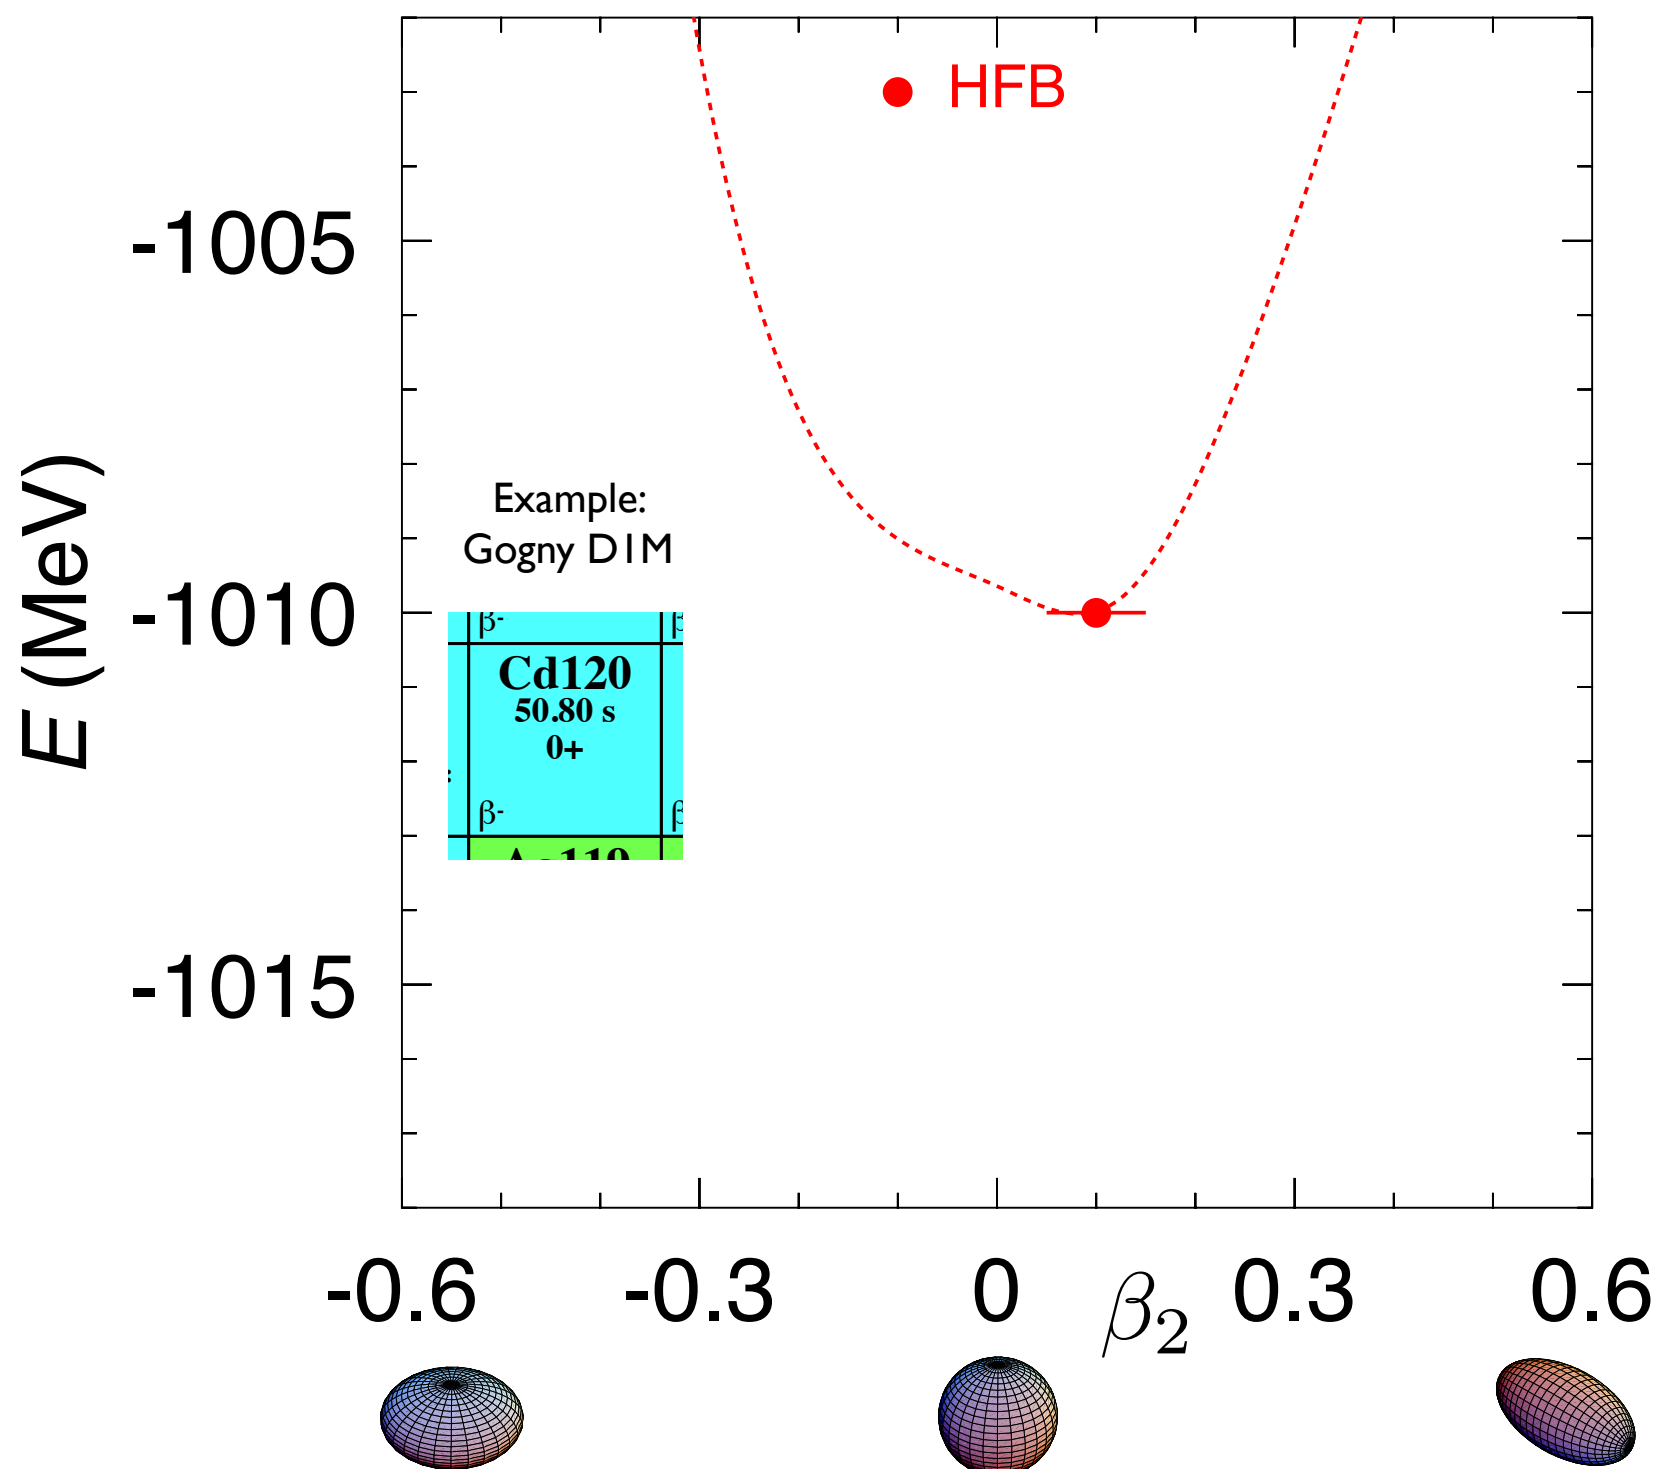 HFB
-1005
-1010
-1015
E (MeV)
Example:
Gogny D1M
β-
Cd120
50.80 s
0+
β-
-0.6
-0.3
0
0.3
0.6
β2